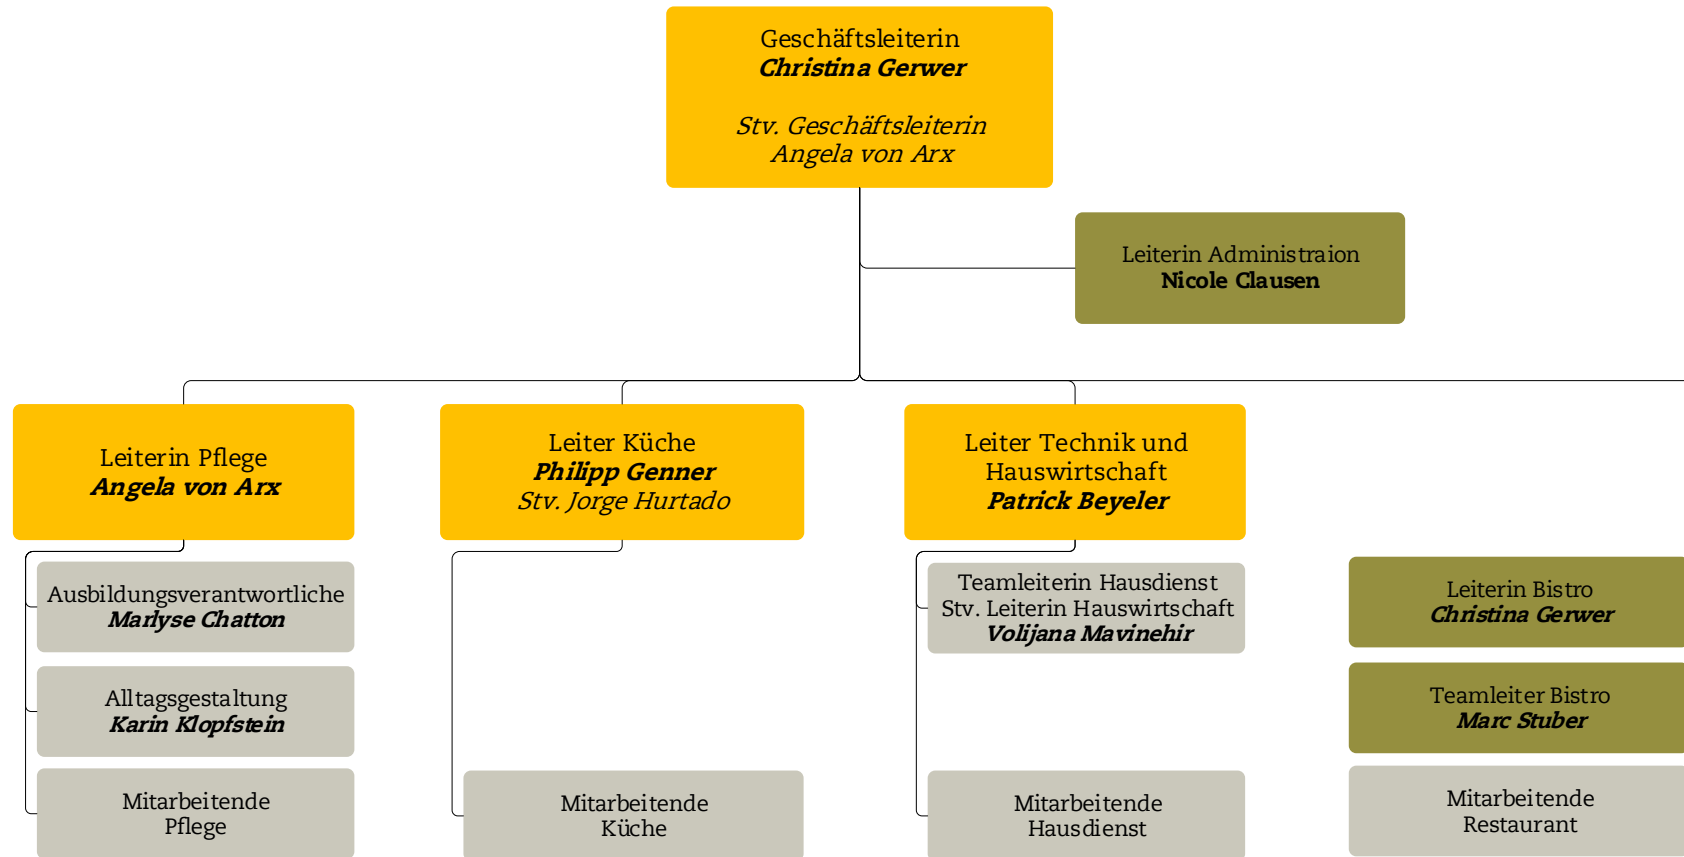 Geschäftsleiterin
Christina Gerwer
Stv. Geschäftsleiterin
Angela von Arx
Leiterin Administraion
Nicole Clausen
Leiterin Pflege
Angela von Arx
Leiter Küche
Philipp Genner
Stv. Jorge Hurtado
Leiter Technik und
Hauswirtschaft
Patrick Beyeler
Ausbildungsverantwortliche
Marlyse Chatton
Alltagsgestaltung
Karin Klopfstein
Mitarbeitende
Pflege
Mitarbeitende
Küche
Teamleiterin Hausdienst
Stv. Leiterin Hauswirtschaft
Volijana Mavinehir
Mitarbeitende
Hausdienst
Leiterin Bistro
Christina Gerwer
Teamleiter Bistro
Marc Stuber
Mitarbeitende
Restaurant